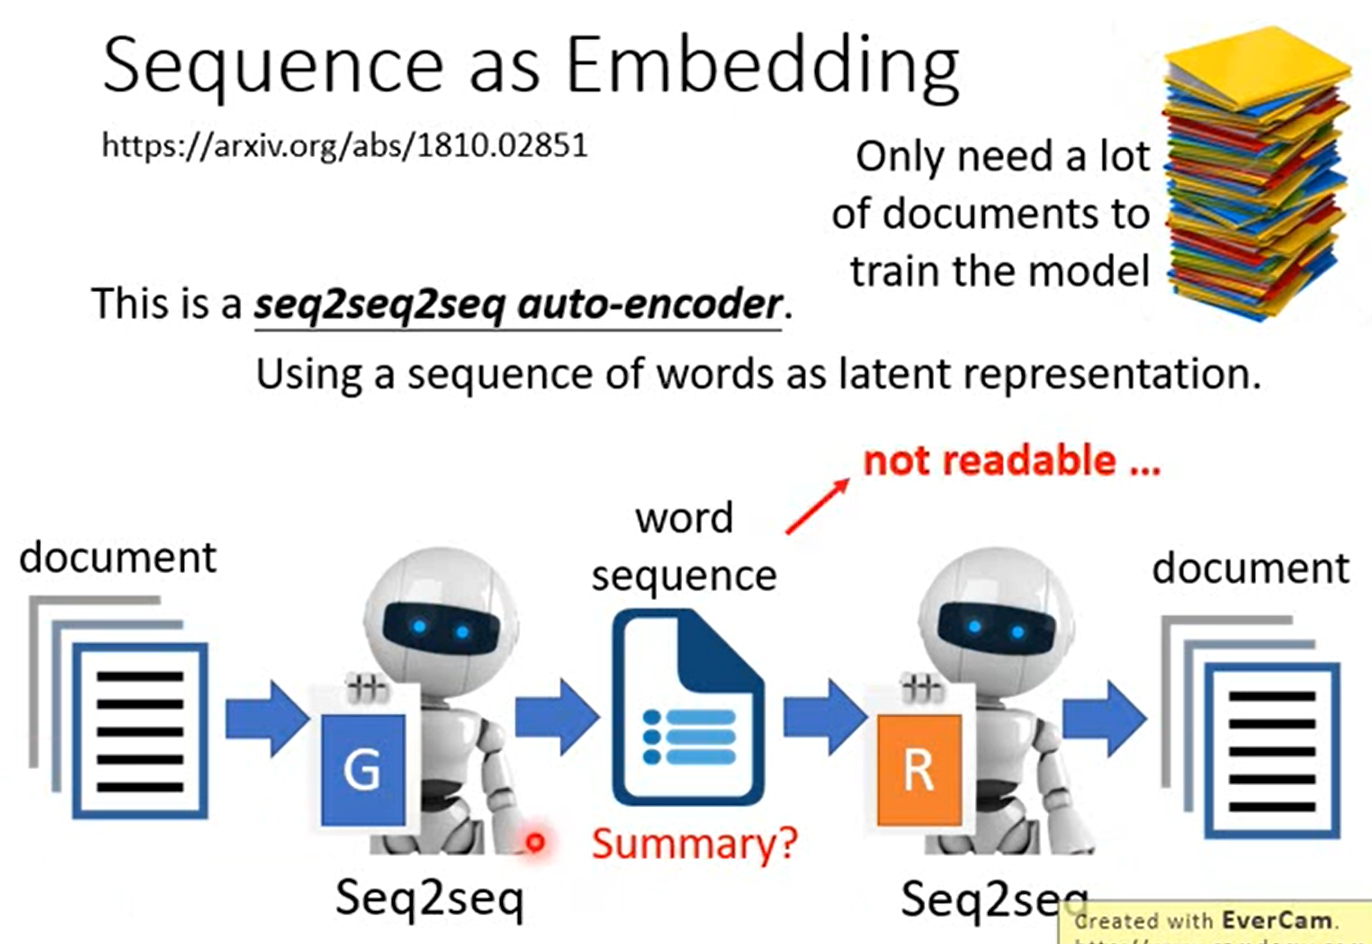 Sequence as Embedding
https://arxiv.org/abs/1810.02851
Only need a lot
of documents to
train the model
This is a seq2seq2seq auto-encoder.
Using a sequence of words as latent representation.
not readable ...
word
sequence
document
document
G
R
Summary?
Seq2seq
Seq2seq
Created with EverCam.